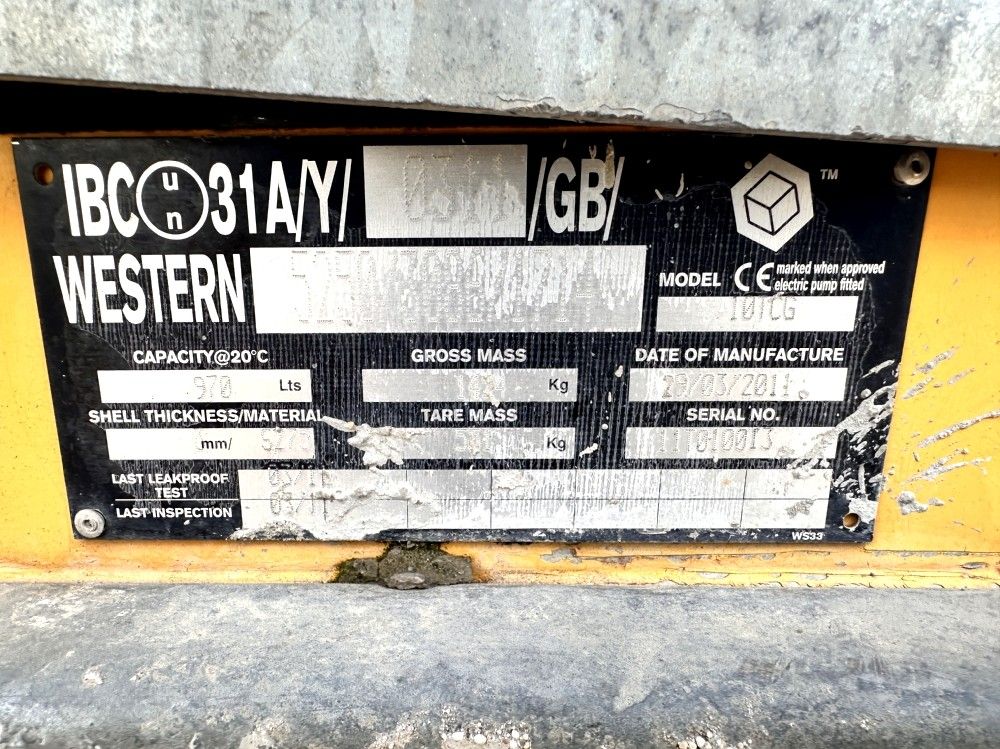 IBC un 31A/Y/ 0311 /GB/
WESTERN
MODEL CE marked when approved
electric pump fitted
10TCG
CAPACITY@20°C GROSS MASS DATE OF MANUFACTURE
970 Lts Kg 29/03/2011
SHELL THICKNESS/MATERIAL TARE MASS SERIAL NO.
mm/ Kg
LAST LEAKPROOF
TEST
LAST INSPECTION
TM
WS33